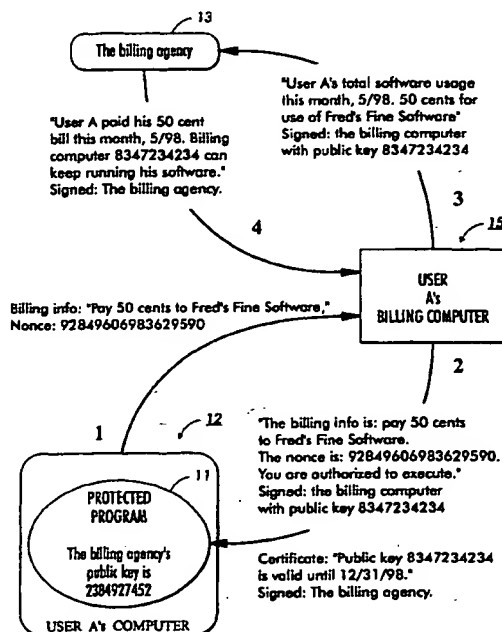 13
The billing agency
"User A's total software usage
this month, 5/98. 50 cents for
use of Fred's Fine Software"
Signed: the billing computer
with public key 8347234234
"User A paid his 50 cent
bill this month, 5/98. Billing
computer 8347234234 can
keep running his software."
Signed: The billing agency.
3
4
15
USER
A's
BILLING COMPUTER
Billing info: "Pay 50 cents to Fred's Fine Software,"
Nonce: 92849606983629590
2
1
12
"The billing info is: pay 50 cents
to Fred's Fine Software.
The nonce is: 92849606983629590.
You are authorized to execute."
Signed: the billing computer
with public key 8347234234
11
PROTECTED
PROGRAM
The billing agency's
public key is
2384927452
Certificate: "Public key 8347234234
is valid until 12/31/98."
Signed: The billing agency.
USER A's COMPUTER